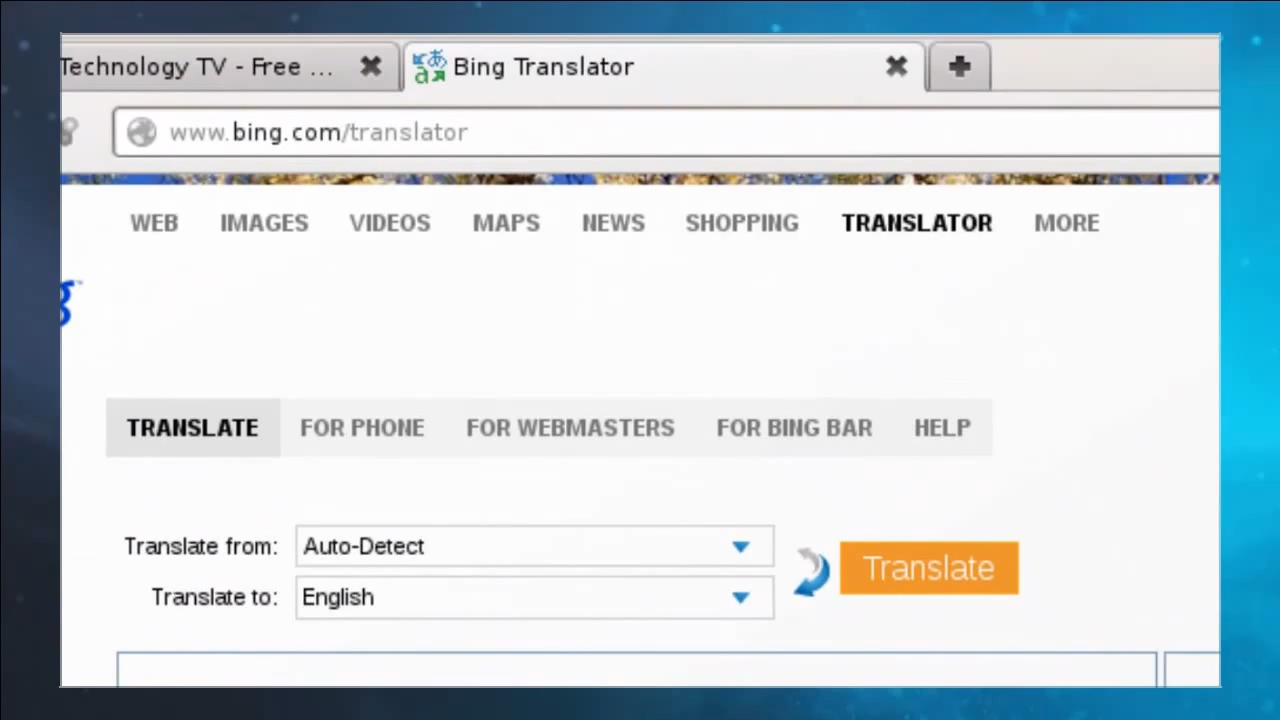 Technology TV - Free ... Bing Translator
www.bing.com/translator
WEB IMAGES VIDEOS MAPS NEWS SHOPPING TRANSLATOR MORE
TRANSLATE FOR PHONE FOR WEBMASTERS FOR BING BAR HELP
Translate from: Auto-Detect
Translate
Translate to: English